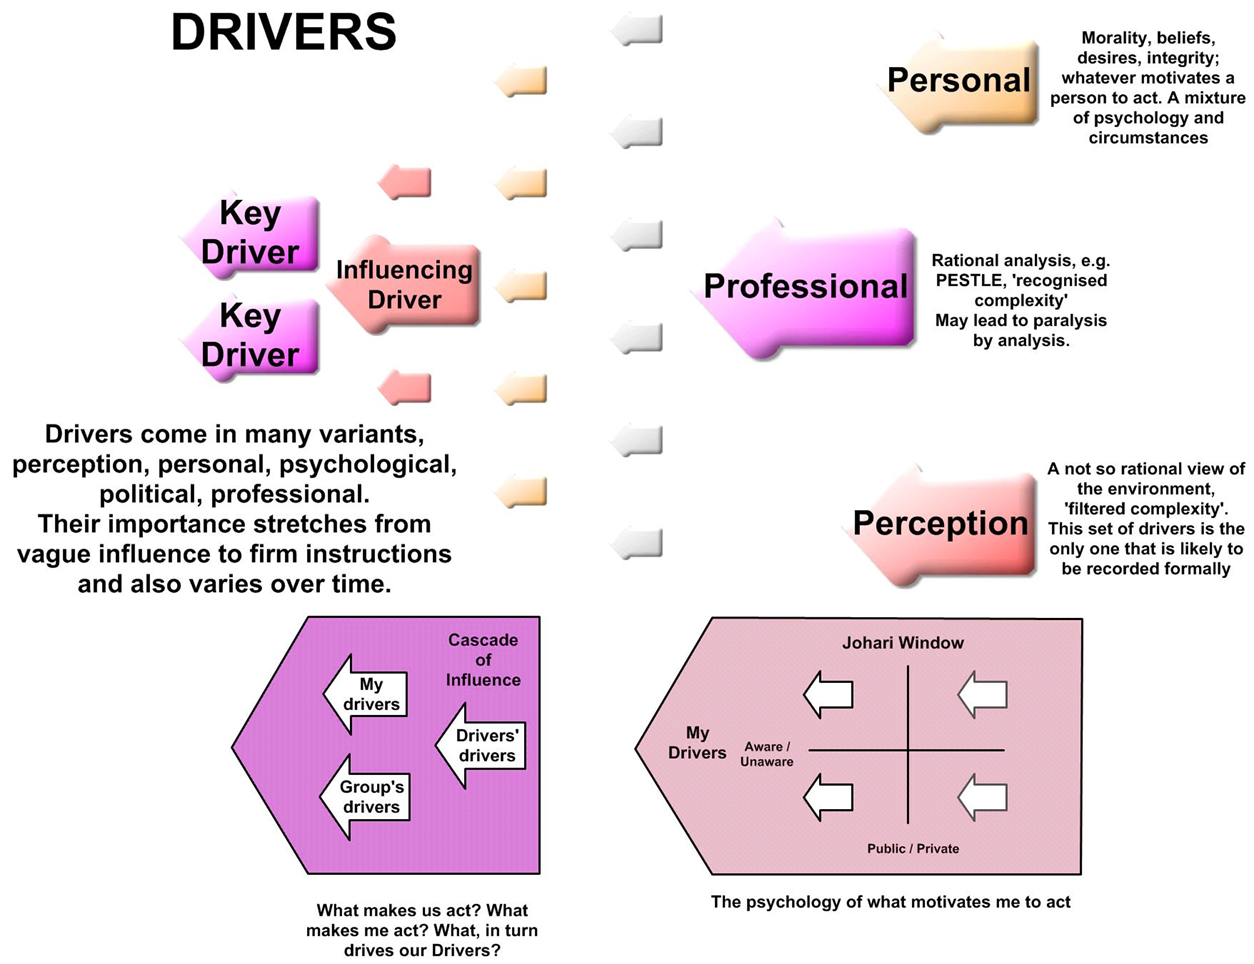 DRIVERS
Personal
Morality, beliefs,
desires, integrity;
whatever motivates a
person to act. A mixture
of psychology and
circumstances
Key
Driver
Influencing
Driver
Key
Driver
Professional
Rational analysis, e.g.
PESTLE, 'recognised
complexity'
May lead to paralysis
by analysis.
Drivers come in many variants,
perception, personal, psychological,
political, professional.
Their importance stretches from
vague influence to firm instructions
and also varies over time.
Perception
A not so rational view of
the environment,
'filtered complexity'.
This set of drivers is the
only one that is likely to
be recorded formally
Cascade
of
Influence
My
drivers
Drivers'
drivers
Group's
drivers
What makes us act? What
makes me act? What, in turn
drives our Drivers?
Johari Window
My
Drivers
Aware /
Unaware
Public / Private
The psychology of what motivates me to act